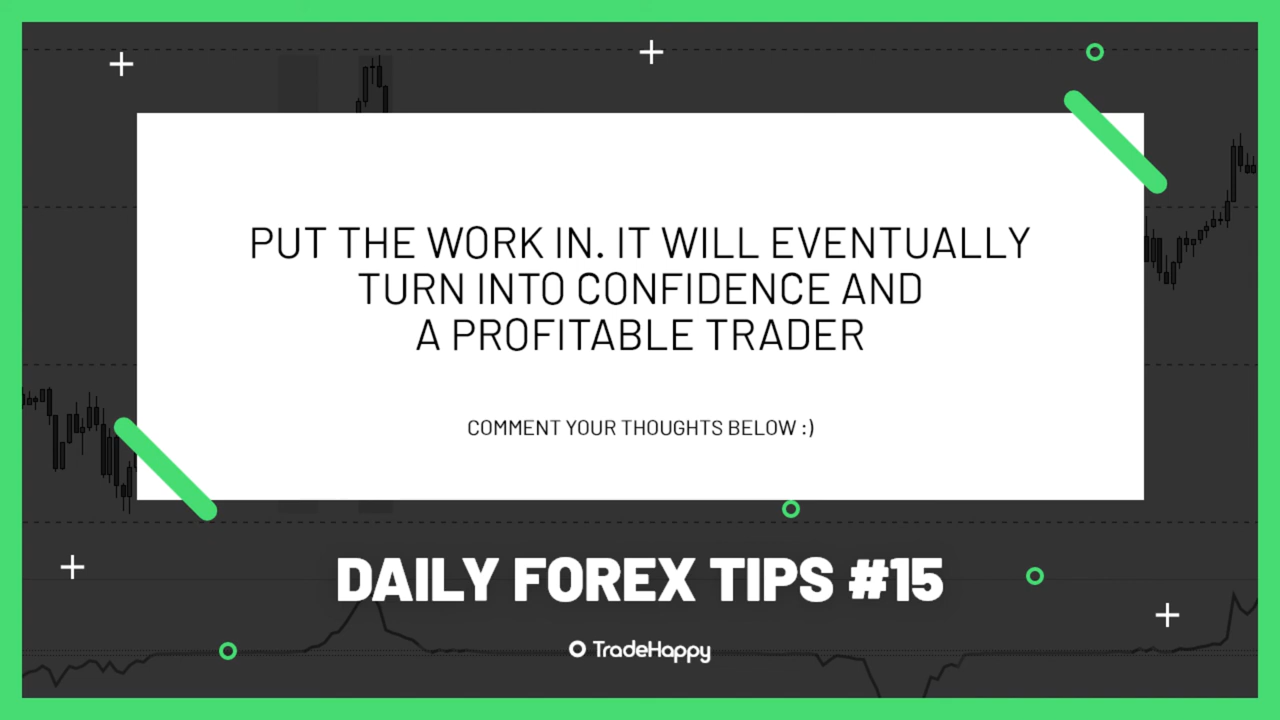 PUT THE WORK IN. IT WILL EVENTUALLY
TURN INTO CONFIDENCE AND
A PROFITABLE TRADER
COMMENT YOUR THOUGHTS BELOW :)
DAILY FOREX TIPS #15
TradeHappy